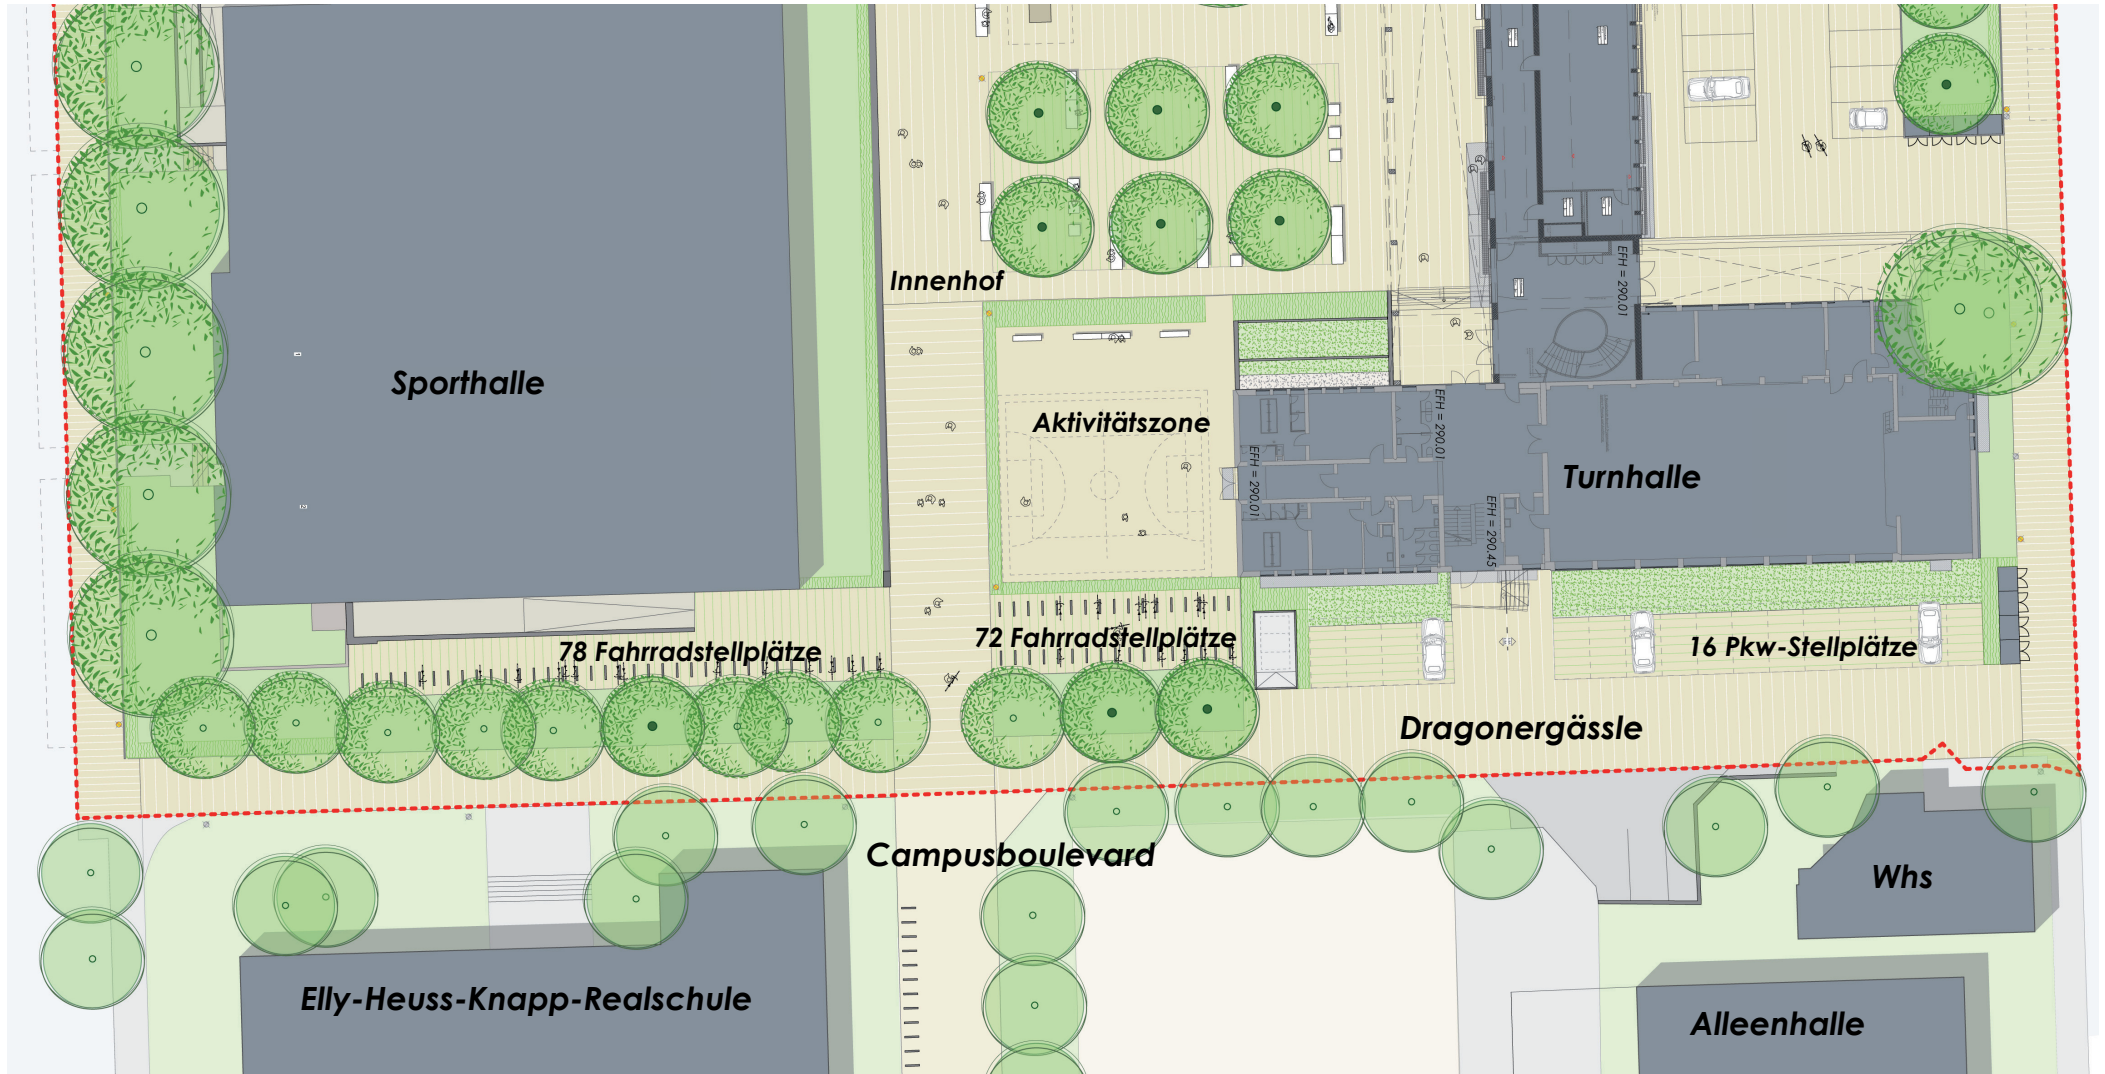 Innenhof
EFH = 290.01
Sporthalle
Aktivitätszone
EFH = 290.01
EFH = 290.01
Turnhalle
EFH = 290.45
78 Fahrradstellplätze
72 Fahrradstellplätze
16 Pkw-Stellplätze
Dragonergässle
Campusboulevard
Whs
Elly-Heuss-Knapp-Realschule
Alleenhalle